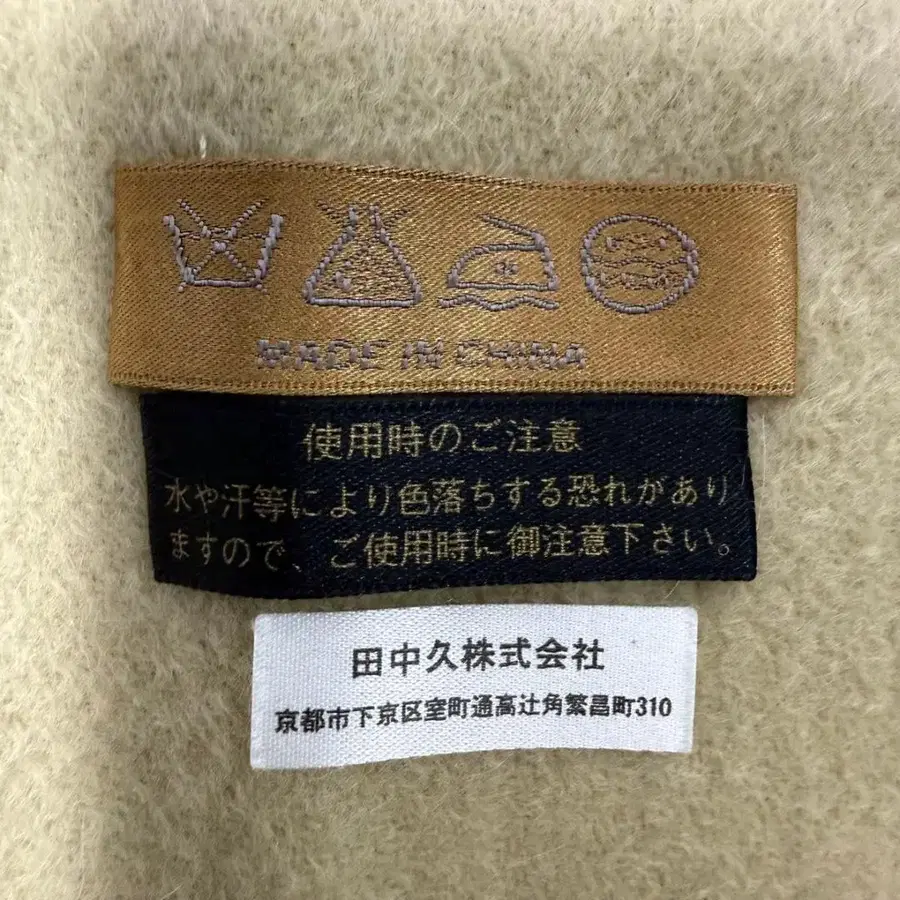 MADE IN CHINA
使用時のご注意
水や汗等により色落ちする恐れがあり
ますので、ご使用時に御注意下さい。
田中久株式会社
京都市下京区室町通高辻角繁昌町310